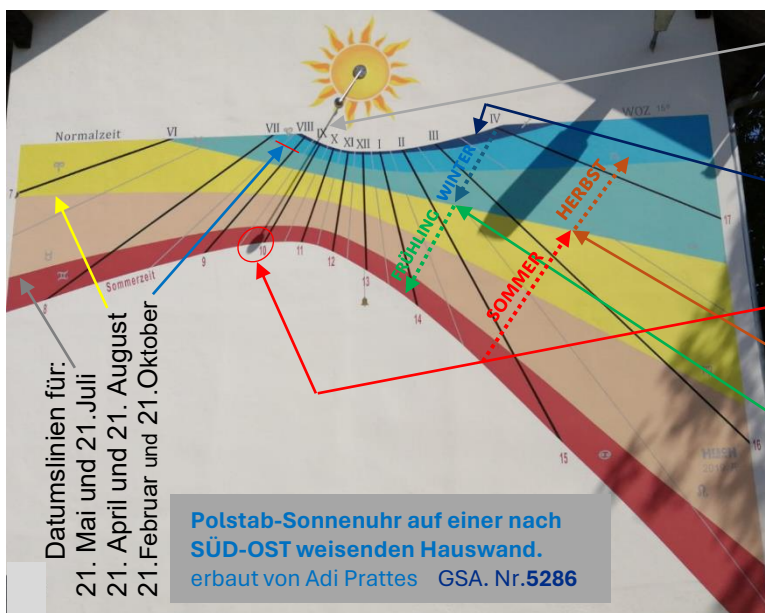 Normalzeit
VI
VII
VIII
IX
X
XI
XII
I
II
III
IV
WOZ 15°
7
8
9
10
11
12
13
14
15
16
17
Sommerzeit
WINTER
FRÜHLING
HERBST
SOMMER
Datumslinien für:
21. Mai und 21.Juli
21. April und 21. August
21.Februar und 21.Oktober
Polstab-Sonnenuhr auf einer nach
SÜD-OST weisenden Hauswand.
erbaut von Adi Prattes GSA. Nr.5286